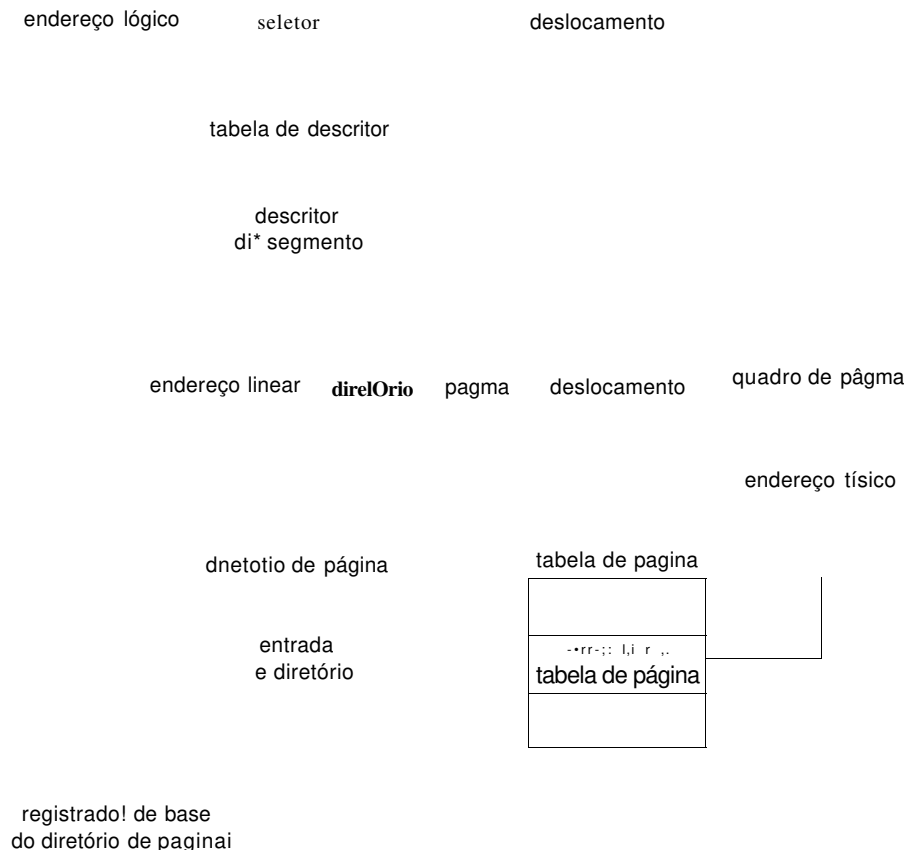 endereço lógico seletor deslocamento
tabela de descritor
descritor
di* segmento
endereço linear direlOrio pagma deslocamento quadro de pâgma
endereço tísico
dnetotio de página tabela de pagina
entrada
e diretório
tabela de página
registrado! de base
do diretório de paginai